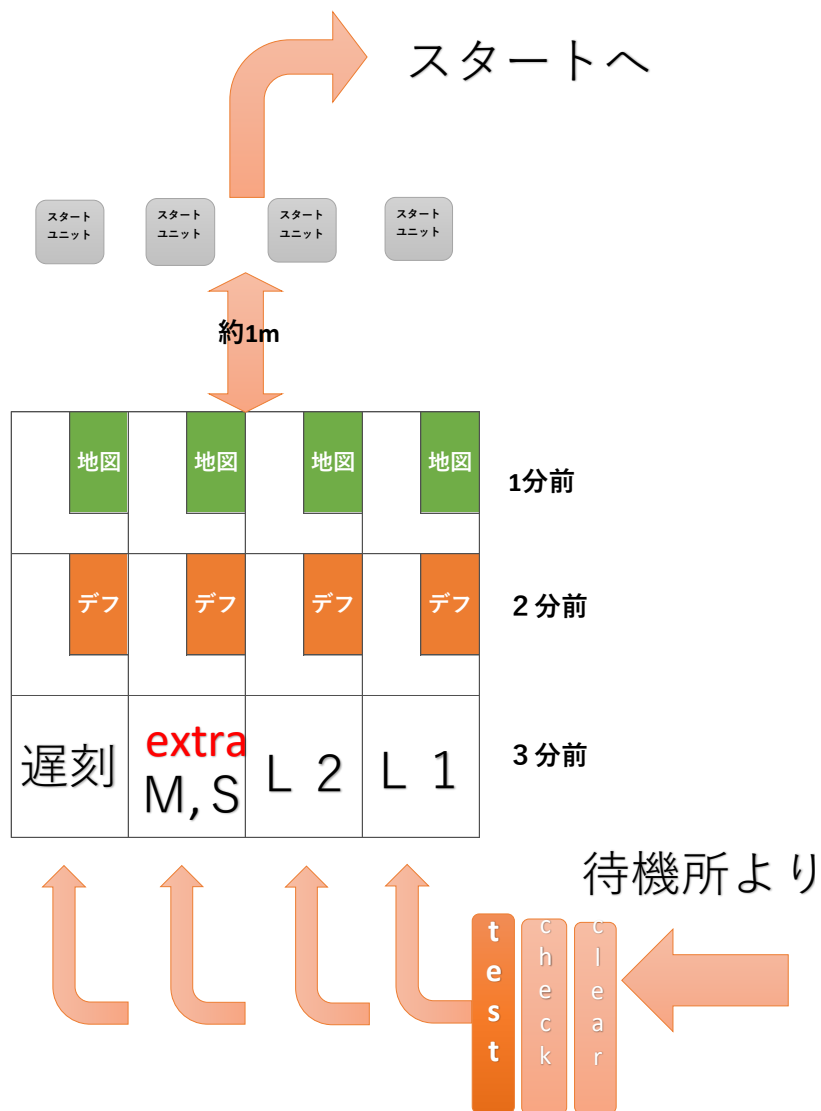 スタートへ
スタート
ユニット
スタート
ユニット
スタート
ユニット
スタート
ユニット
約1m
地図
地図
地図
地図
1分前
デフ
デフ
デフ
デフ
２分前
遅刻
extra
M, S
Ｌ ２
Ｌ １
３分前
待機所より
test
check
clear